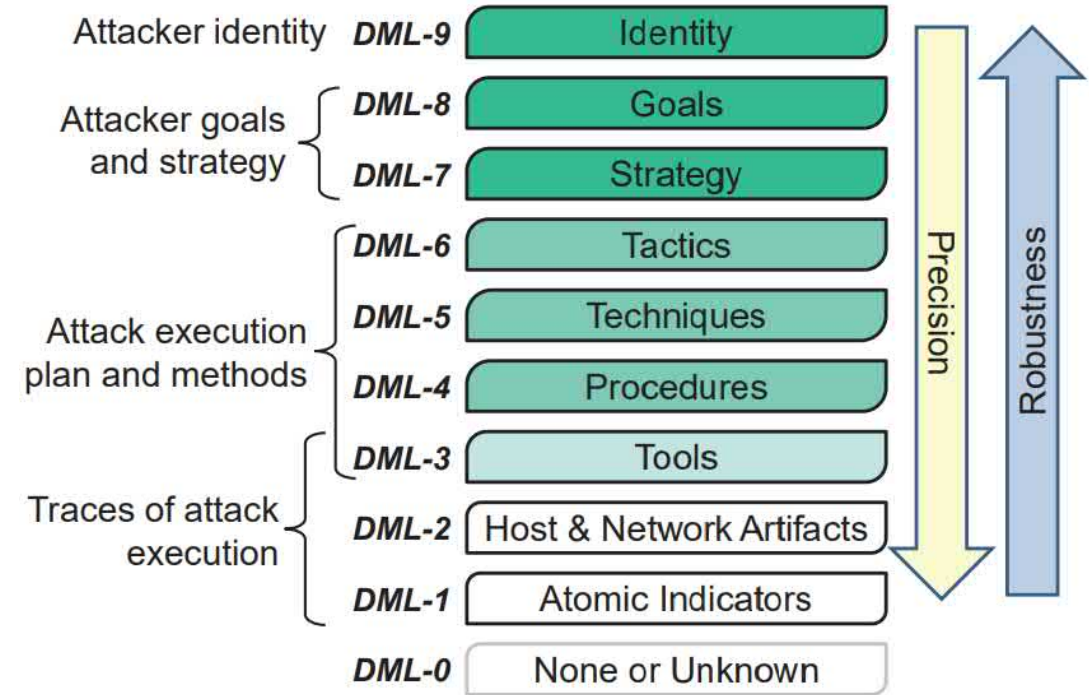 Attacker identity DML-9 Identity
Attacker goals
and strategy
DML-8 Goals
DML-7 Strategy
Attack execution
plan and methods
DML-6 Tactics
DML-5 Techniques
DML-4 Procedures
DML-3 Tools
Traces of attack
execution
DML-2 Host & Network Artifacts
DML-1 Atomic Indicators
DML-0 None or Unknown
Precision
Robustness